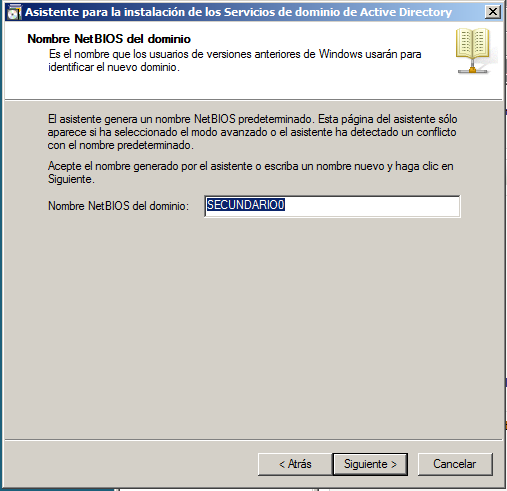 Asistente para la instalación de los Servicios de dominio de Active Directory
Nombre NetBIOS del dominio
Es el nombre que los usuarios de versiones anteriores de Windows usarán para
identificar el nuevo dominio.
El asistente genera un nombre NetBIOS predeterminado. Esta página del asistente sólo
aparece si ha seleccionado el modo avanzado o el asistente ha detectado un conflicto
con el nombre predeterminado.
Acepte el nombre generado por el asistente o escriba un nombre nuevo y haga clic en
Siguiente.
Nombre NetBIOS del dominio: SECUNDARIO0
< Atrás Siguiente > Cancelar